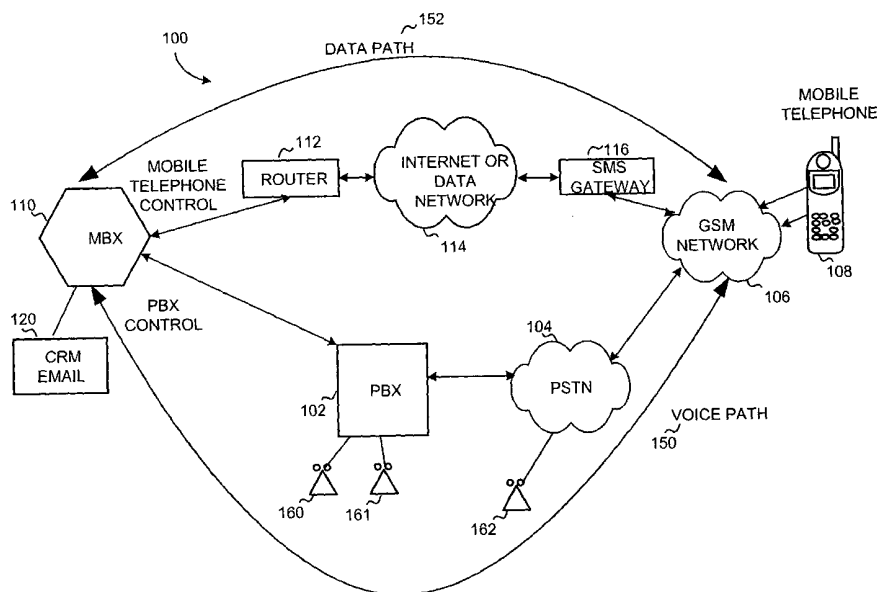 152
DATA PATH
100
MOBILE
TELEPHONE
112
ROUTER
INTERNET OR
DATA
NETWORK
114
116
SMS
GATEWAY
MOBILE
TELEPHONE
CONTROL
110
MBX
GSM
NETWORK
106
108
PBX
CONTROL
120
CRM
EMAIL
102
PBX
104
PSTN
VOICE PATH
150
160
161
162